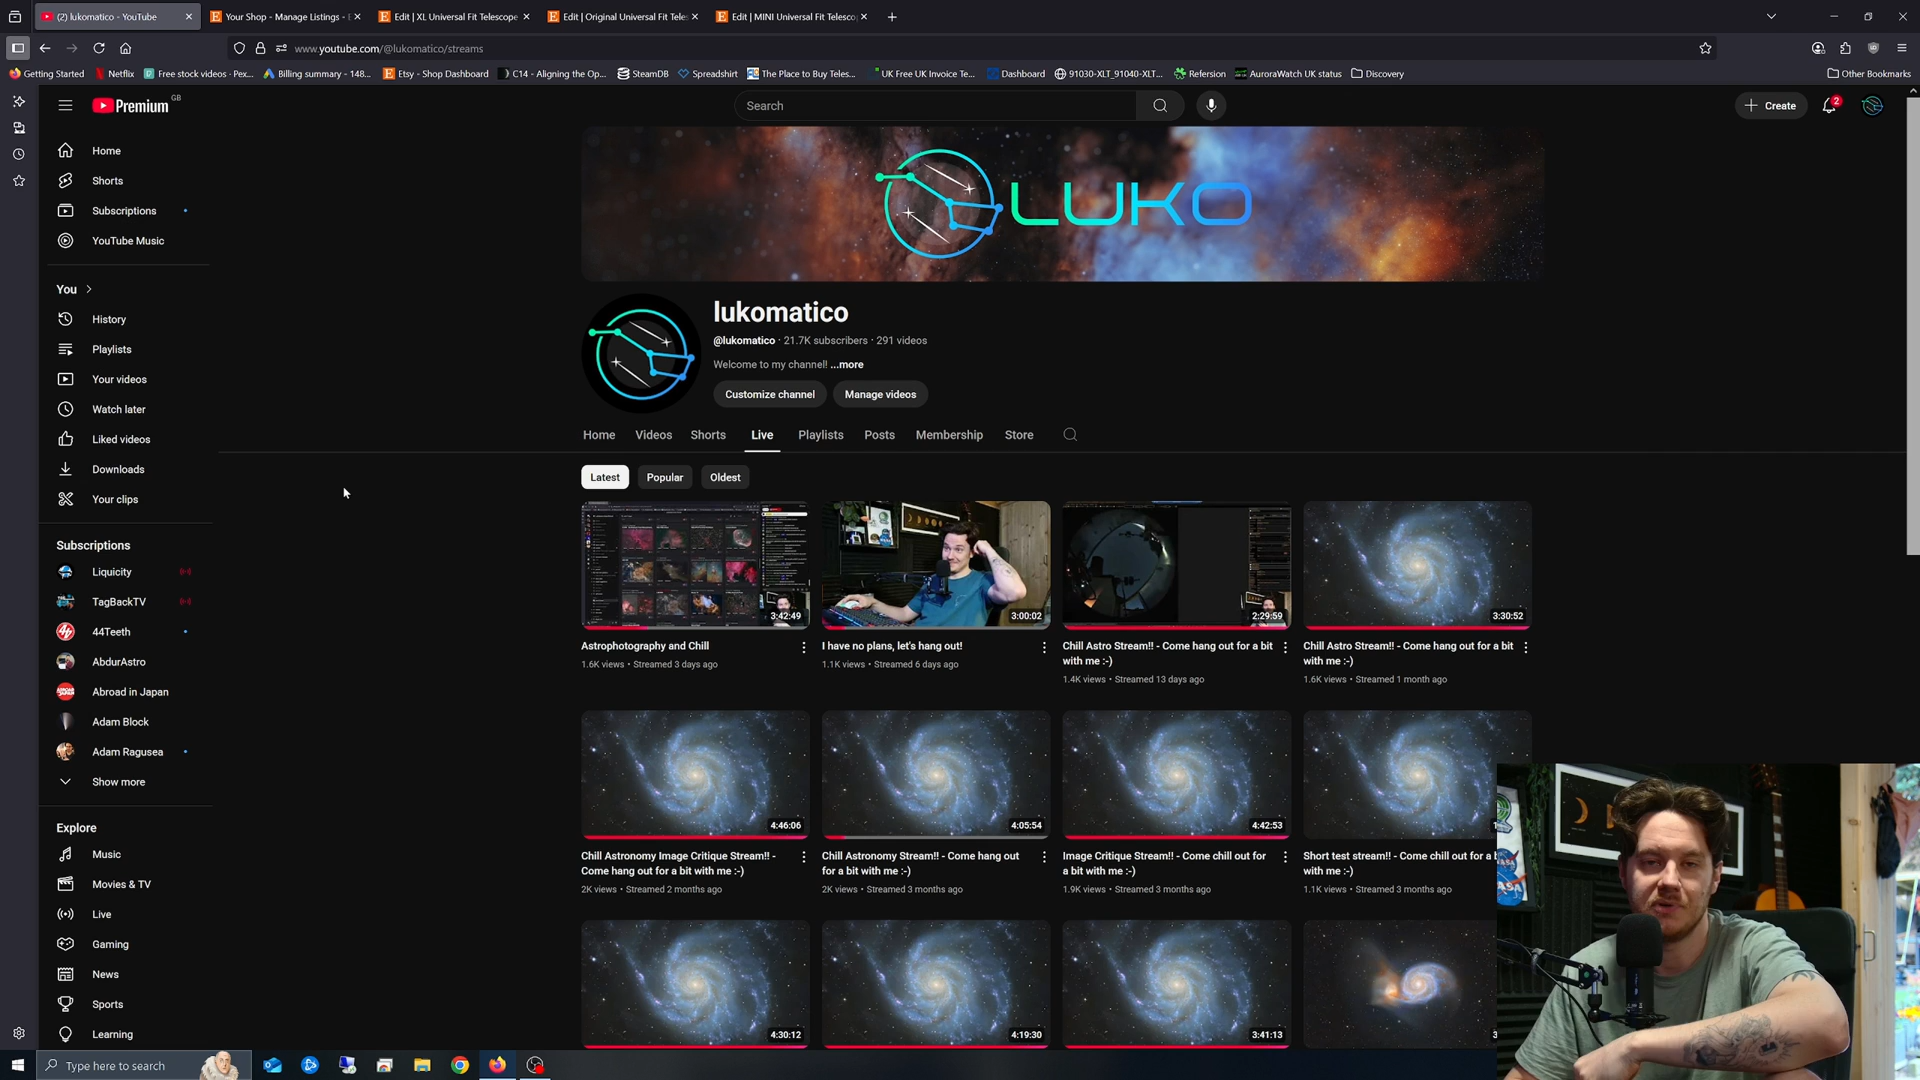 (2) lukomatico - YouTube
Your Shop - Manage Listings - E
Edit | XL Universal Fit Telescope
Edit | Original Universal Fit Teles
Edit | MINI Universal Fit Telescop
www.youtube.com/@lukomatico/streams
Getting Started
Netflix
Free stock videos · Pex...
Billing summary – 148...
Etsy - Shop Dashboard
C14 - Aligning the Op...
SteamDB
Spreadshirt
The Place to Buy Teles...
UK Free UK Invoice Te...
Dashboard
91030-XLT_91040-XLT...
Refersion
AuroraWatch UK status
Discovery
Other Bookmarks
Premium GB
Search
Create
2
Home
Shorts
Subscriptions
YouTube Music
You
History
Playlists
Your videos
Watch later
Liked videos
Downloads
Your clips
Subscriptions
Liquicity
TagBackTV
44Teeth
AbdurAstro
Abroad in Japan
Adam Block
Adam Ragusea
Show more
Explore
Music
Movies & TV
Live
Gaming
News
Sports
Learning
LUKO
lukomatico
@lukomatico · 21.7K subscribers · 291 videos
Welcome to my channel! ...more
Customize channel
Manage videos
Home
Videos
Shorts
Live
Playlists
Posts
Membership
Store
Latest
Popular
Oldest
3:42:49
3:00:02
2:29:59
3:30:52
Astrophotography and Chill
1.6K views • Streamed 3 days ago
I have no plans, let's hang out!
1.1K views • Streamed 6 days ago
Chill Astro Stream!! - Come hang out for a bit
with me :-)
1.4K views • Streamed 13 days ago
Chill Astro Stream!! - Come hang out for a bit
with me :-)
1.6K views • Streamed 1 month ago
4:46:06
4:05:54
4:42:53
Chill Astronomy Image Critique Stream!! -
Come hang out for a bit with me :-)
2K views • Streamed 2 months ago
Chill Astronomy Stream!! - Come hang out
for a bit with me :-)
2K views • Streamed 3 months ago
Image Critique Stream!! - Come chill out for
a bit with me :-)
1.9K views • Streamed 3 months ago
Short test stream!! - Come chill out for a b
with me :-)
1.1K views • Streamed 3 months ago
4:30:12
4:19:30
3:41:13
NASA
Type here to search